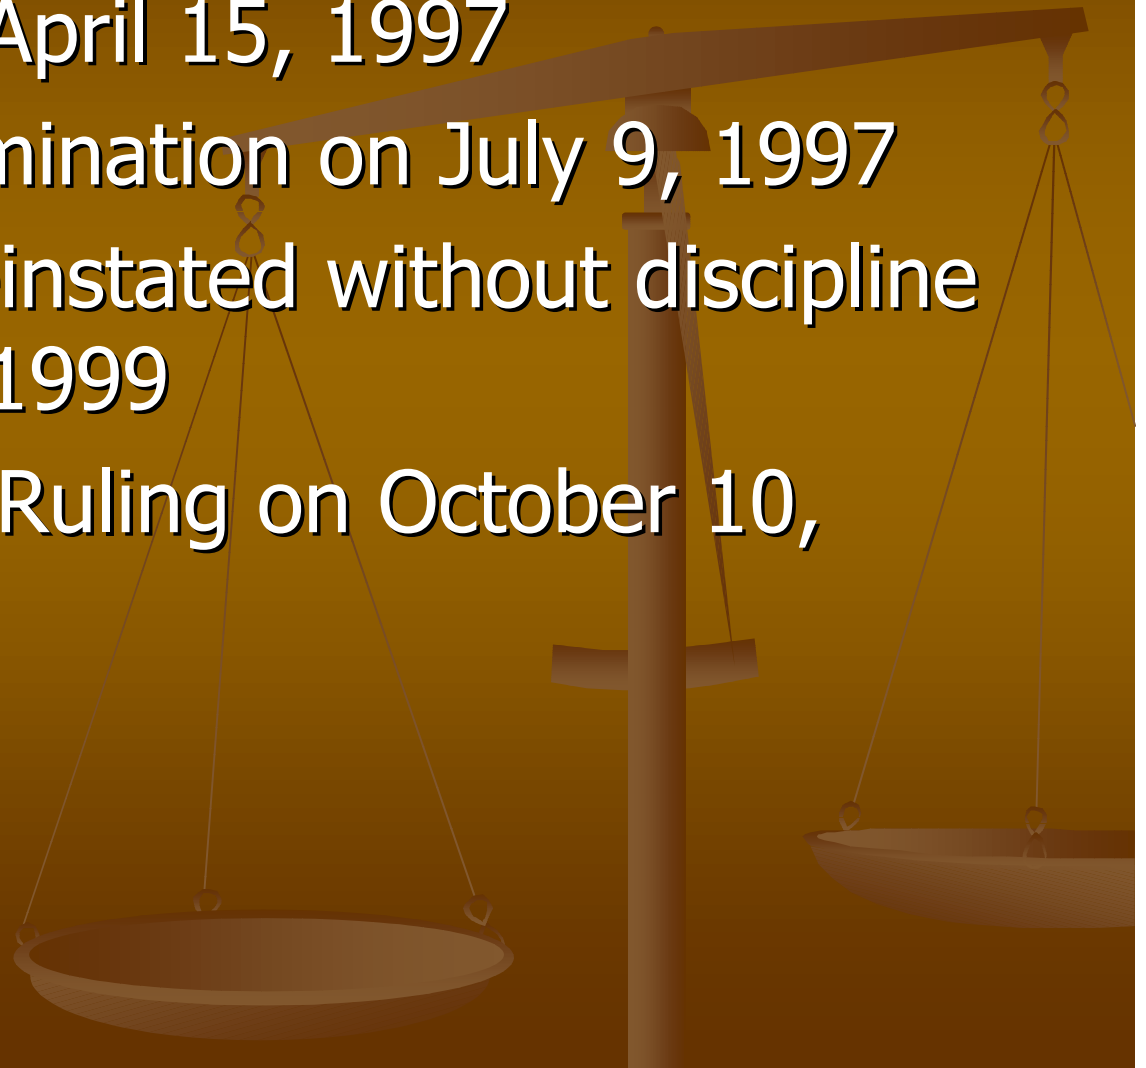 April 15, 1997
mination on July 9, 1997
instated without discipline
1999
Ruling on October 10,